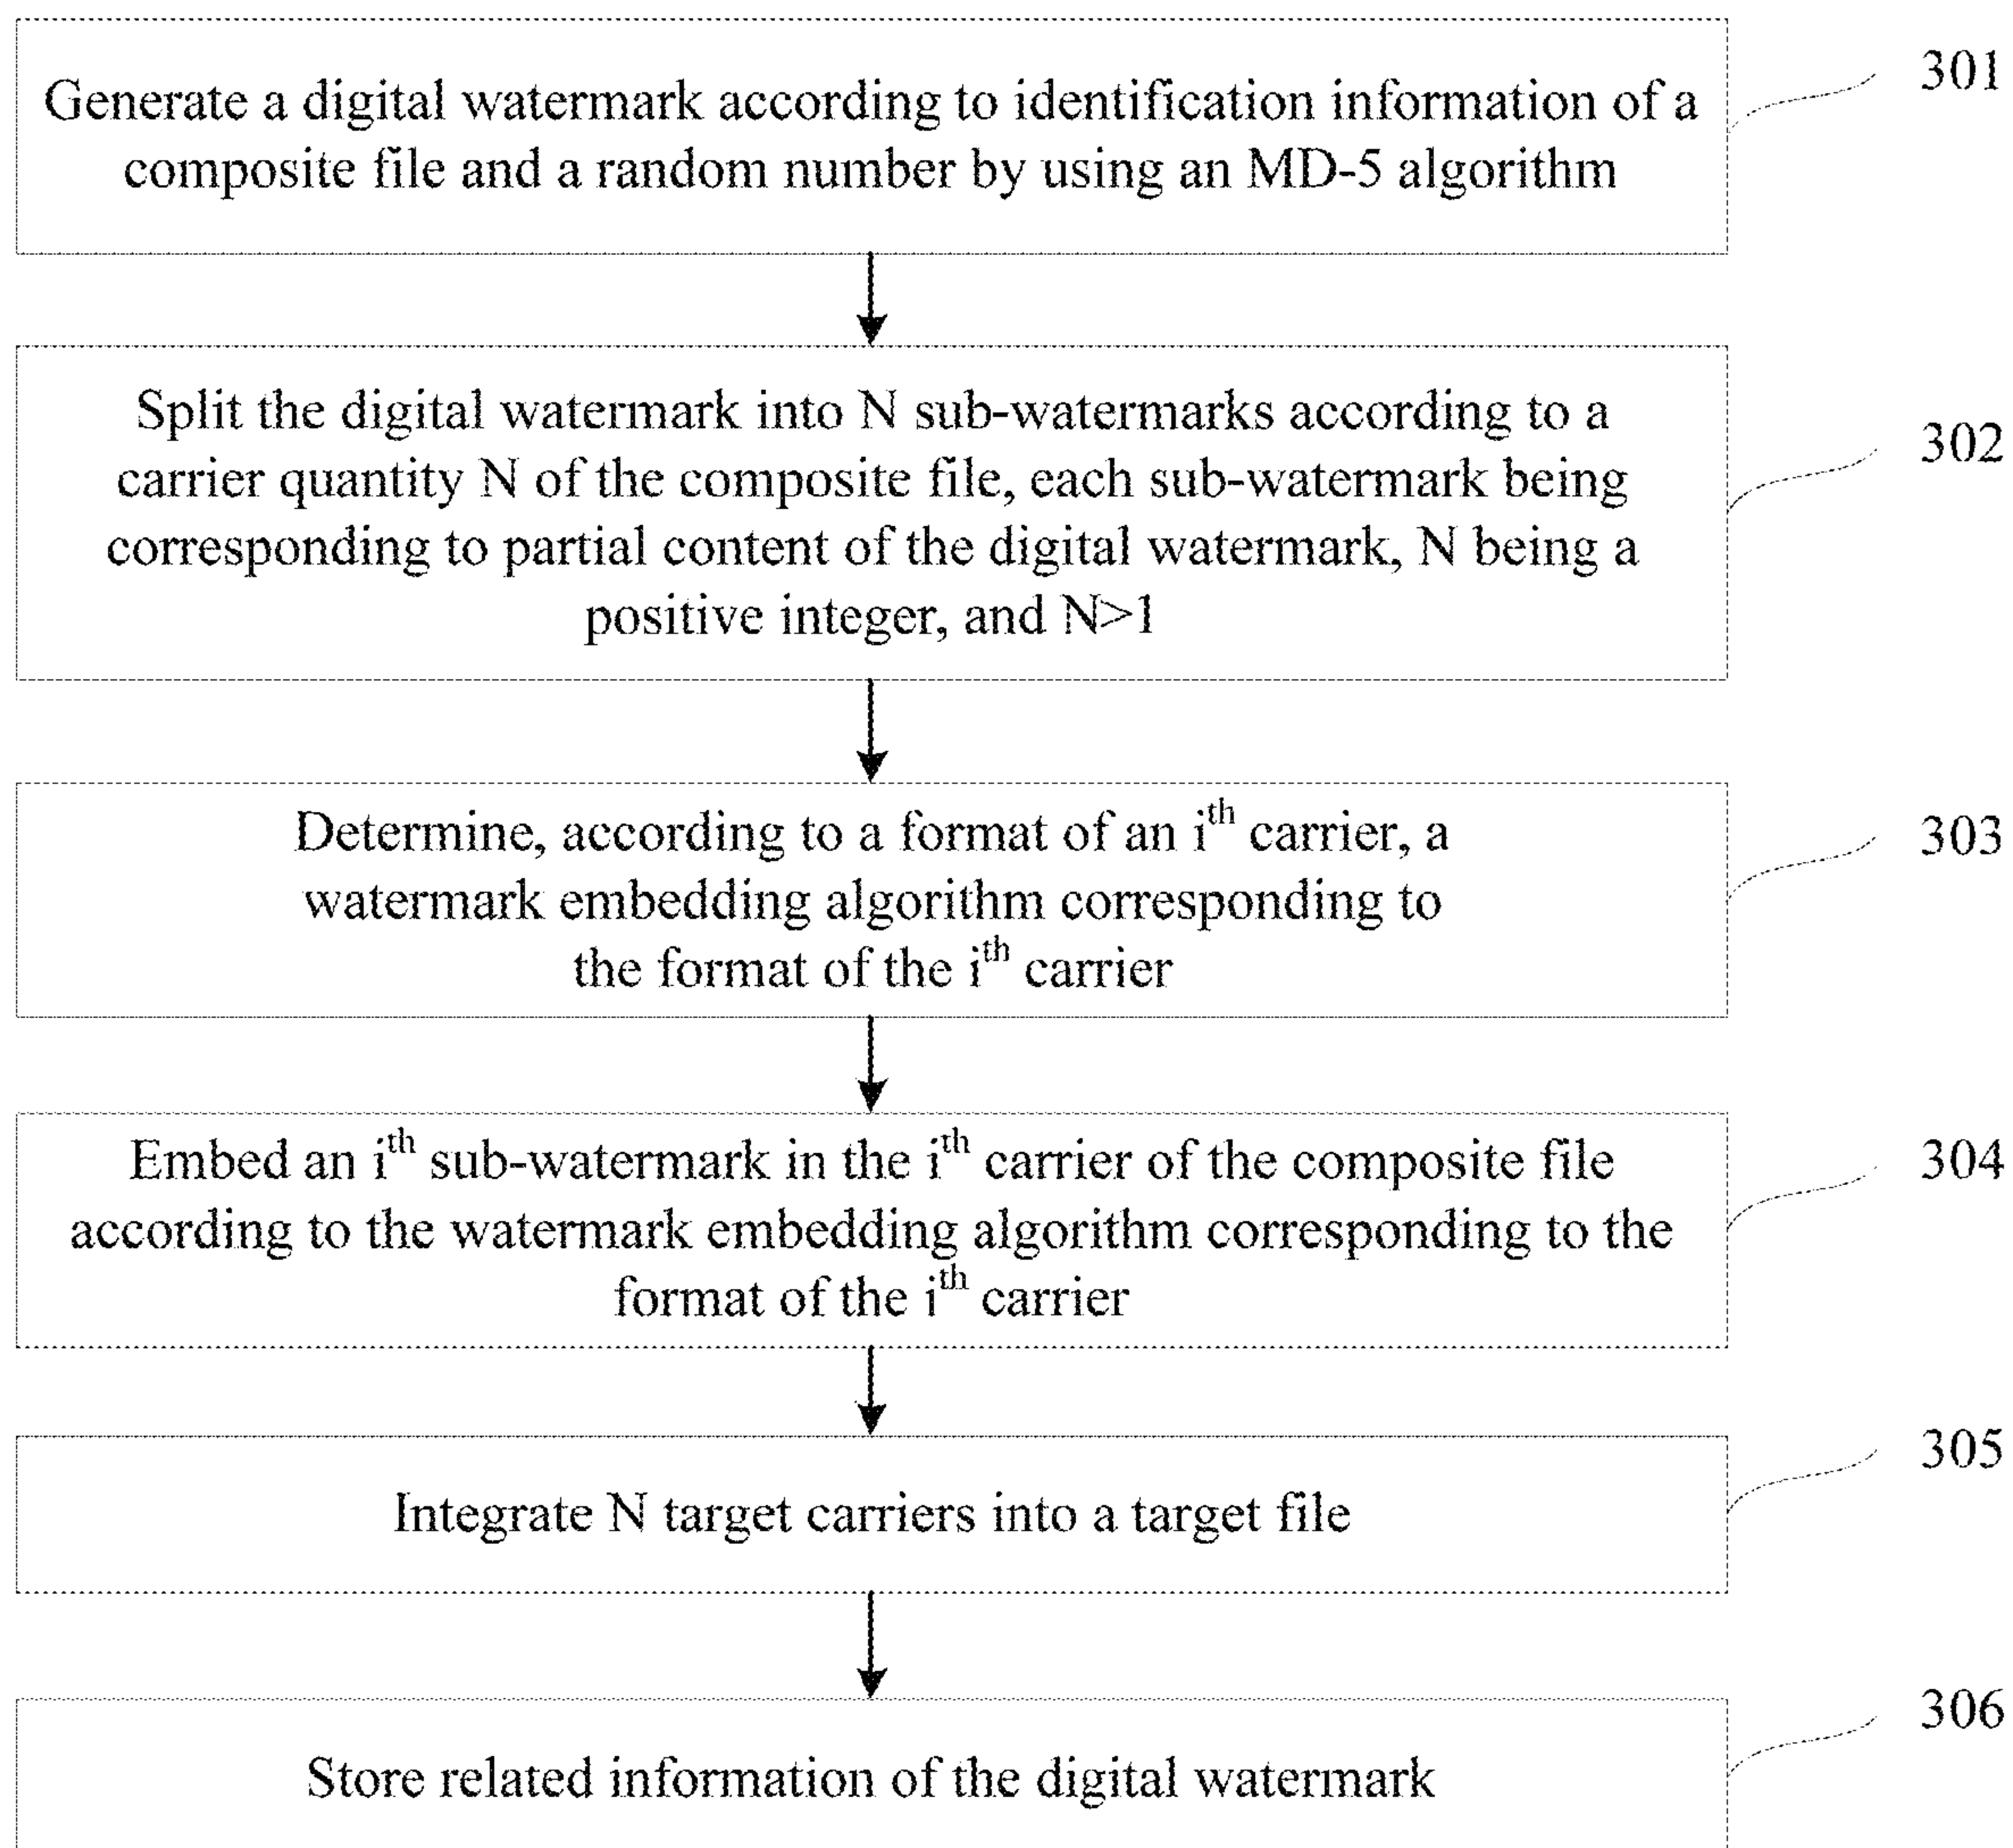 Generate a digital watermark according to identification information of a
composite file and a random number by using an MD-5 algorithm
301
Split the digital watermark into N sub-watermarks according to a
carrier quantity N of the composite file, each sub-watermark being
corresponding to partial content of the digital watermark, N being a
positive integer, and N>1
302
Determine, according to a format of an i^th carrier, a
watermark embedding algorithm corresponding to
the format of the i^th carrier
303
Embed an i^th sub-watermark in the i^th carrier of the composite file
according to the watermark embedding algorithm corresponding to the
format of the i^th carrier
304
Integrate N target carriers into a target file
305
Store related information of the digital watermark
306